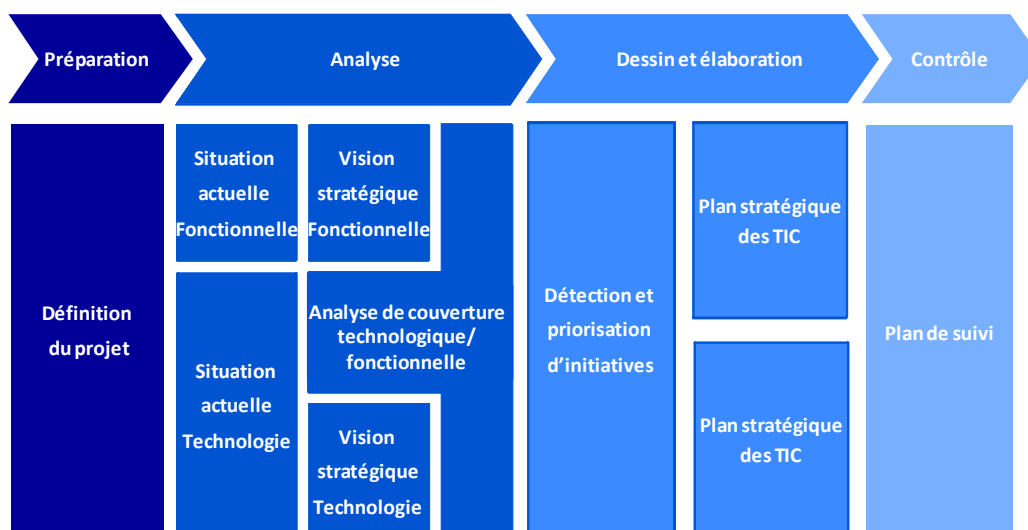 Préparation
Analyse
Dessin et élaboration
Contrôle
Définition
du projet
Situation
actuelle
Fonctionnelle
Vision
stratégique
Fonctionnelle
Situation
actuelle
Technologie
Analyse de couverture
technologique/
fonctionnelle
Vision
stratégique
Technologie
Détection et
priorisation
d’initiatives
Plan stratégique
des TIC
Plan stratégique
des TIC
Plan de suivi